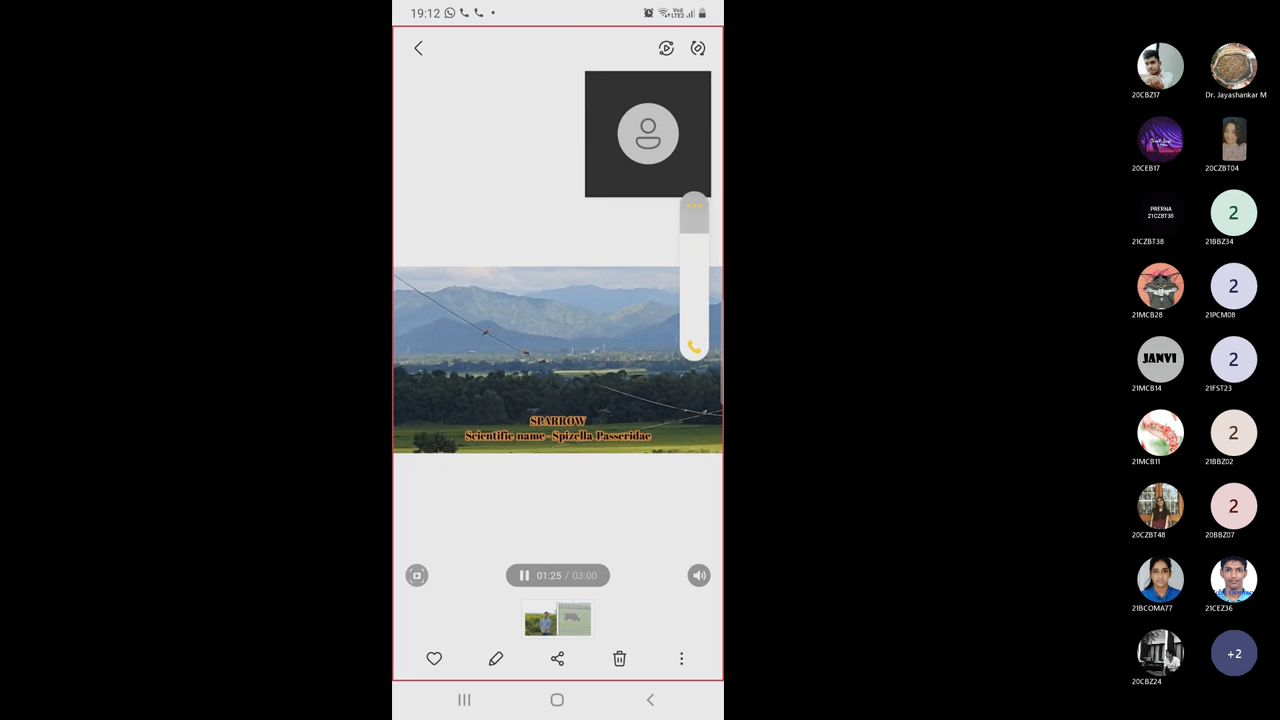 19:12
Vo)
LTE2
SPARROW
Scientific name- Spizella Passeridae
01:25 / 03:00
20CBZ17
Dr. Jayashankar M
20CEB17
20CZBT04
PRERNA
21CZBT38
21CZBT38
2
21BBZ34
21MCB28
2
21PCM08
JANVI
21MCB14
2
21FST23
21MCB11
2
21BBZ02
20CZBT48
2
20BBZ07
21BCOMA77
21CEZ36
20CBZ24
+2